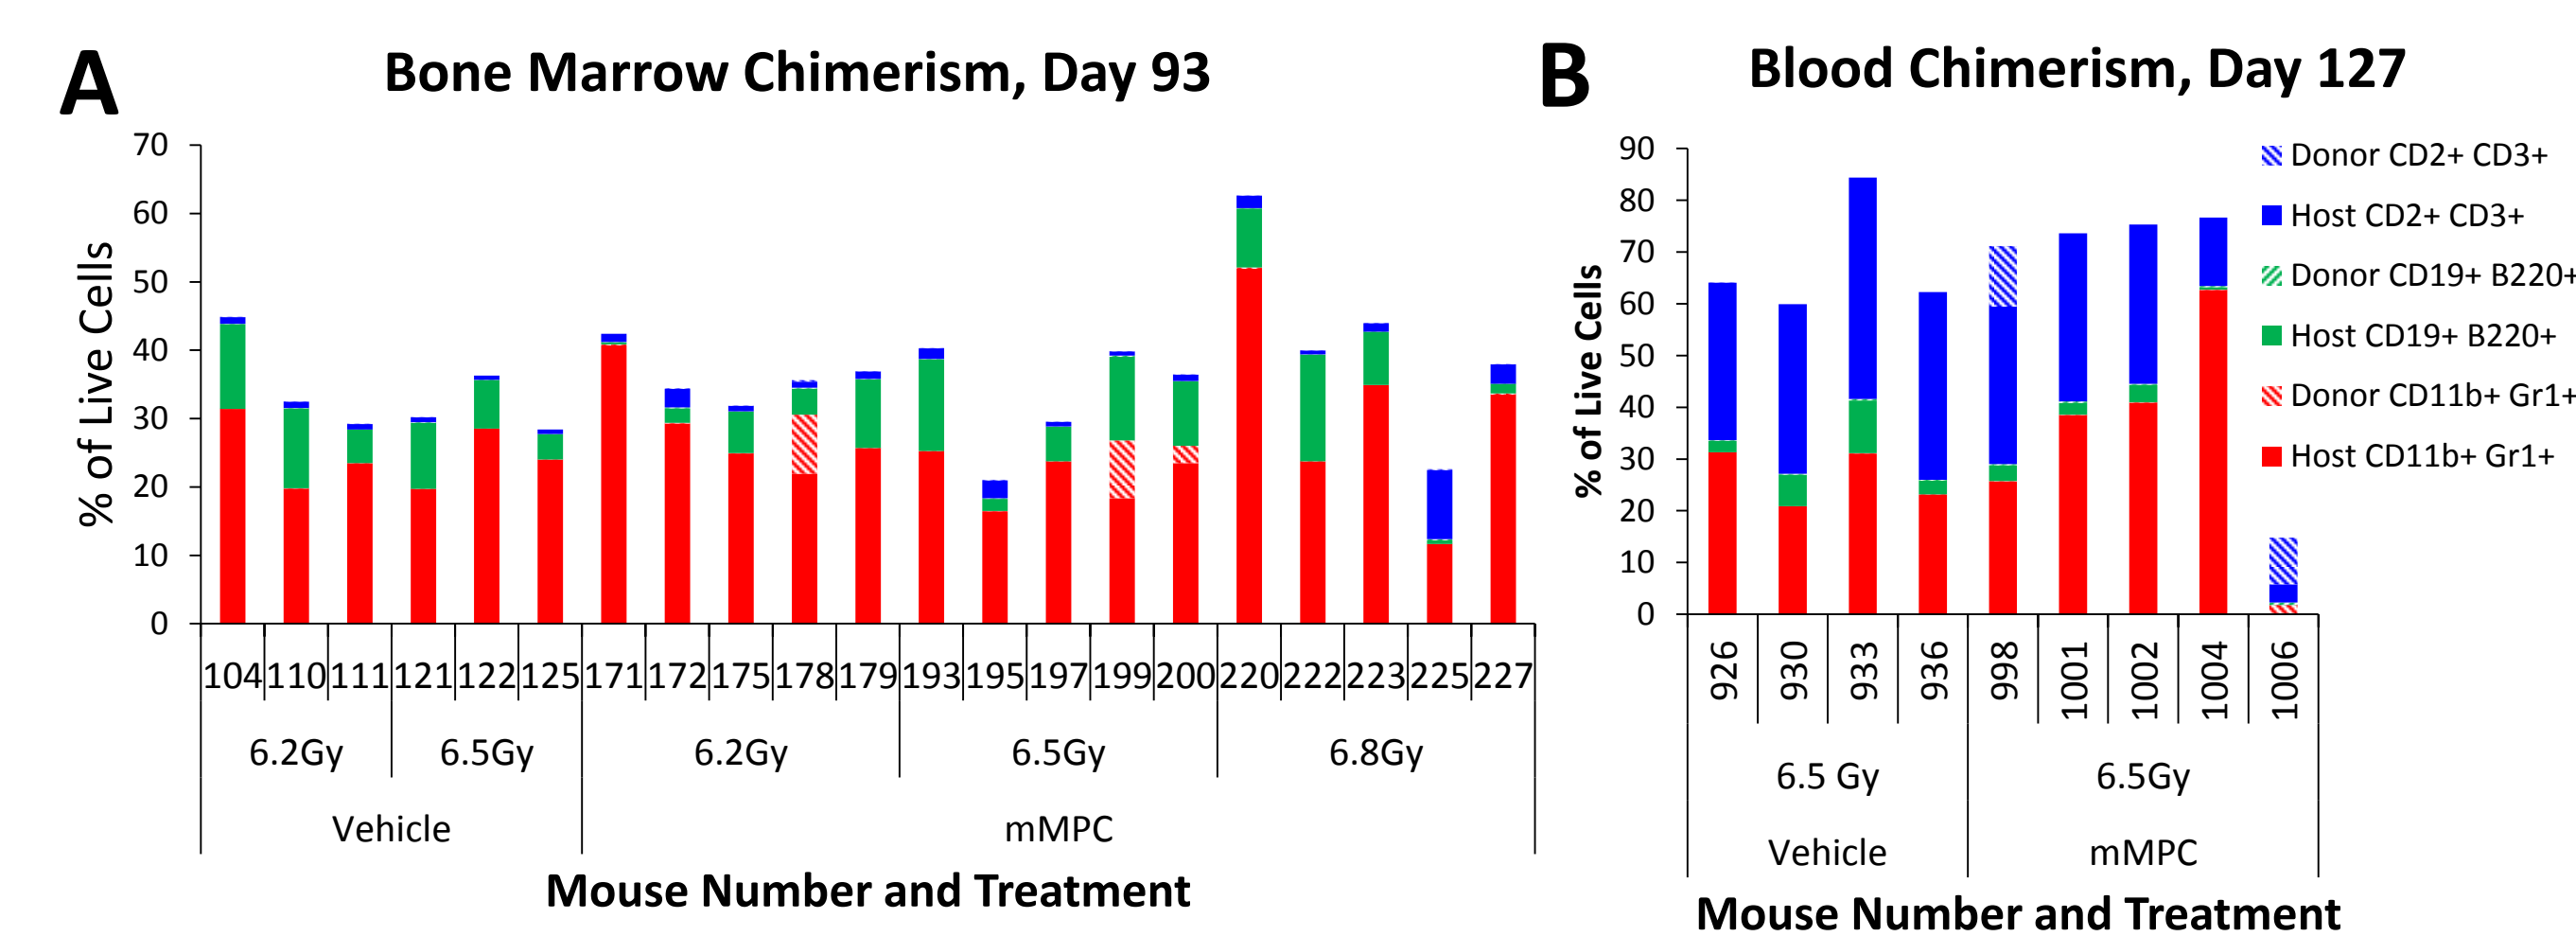 A
Bone Marrow Chimerism, Day 93
% of Live Cells
70
60
50
40
30
20
10
0
104 110 111 121 122 125 171 172 175 178 179 193 195 197 199 200 220 222 223 225 227
6.2Gy 6.5Gy 6.2Gy 6.5Gy 6.8Gy
Vehicle mMPC
Mouse Number and Treatment
B
Blood Chimerism, Day 127
% of Live Cells
90
80
70
60
50
40
30
20
10
0
926 930 933 936 998 1001 1002 1004 1006
6.5 Gy 6.5Gy
Vehicle mMPC
Mouse Number and Treatment
Donor CD2+ CD3+
Host CD2+ CD3+
Donor CD19+ B220+
Host CD19+ B220+
Donor CD11b+ Gr1+
Host CD11b+ Gr1+